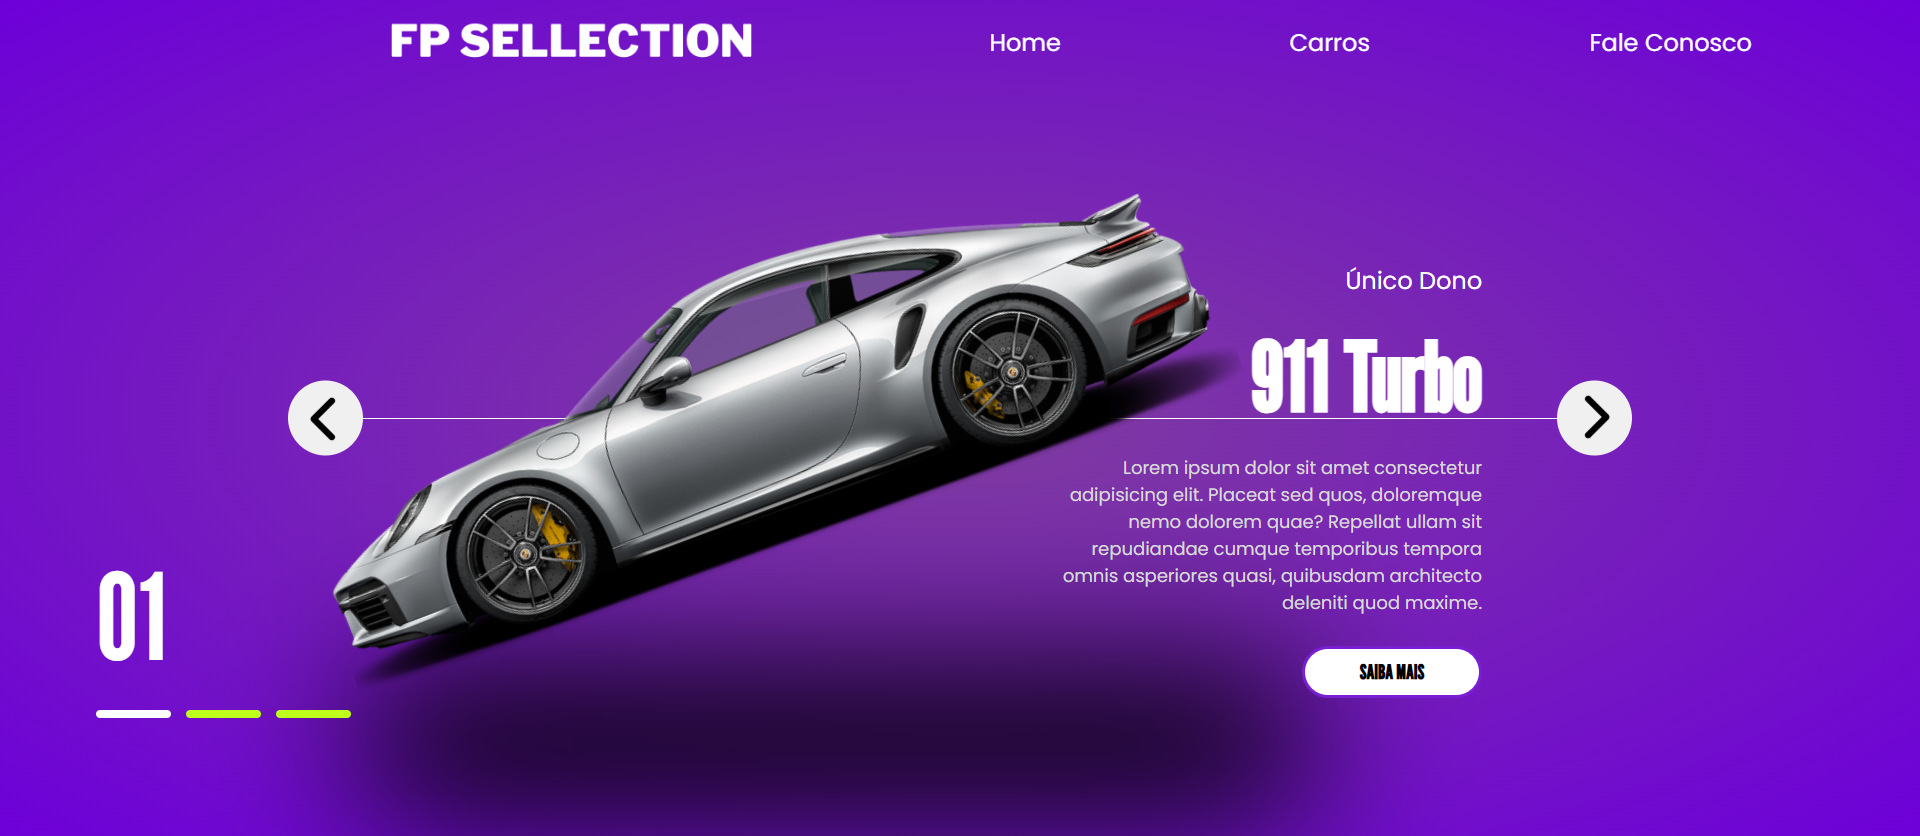 FP SELLECTION
Home
Carros
Fale Conosco
Único Dono
911 Turbo
Lorem ipsum dolor sit amet consectetur
adipisicing elit. Placeat sed quos, doloremque
nemo dolorem quae? Repellat ullam sit
repudiandae cumque temporibus tempora
omnis asperiores quasi, quibusdam architecto
deleniti quod maxime.
01
SAIBA MAIS